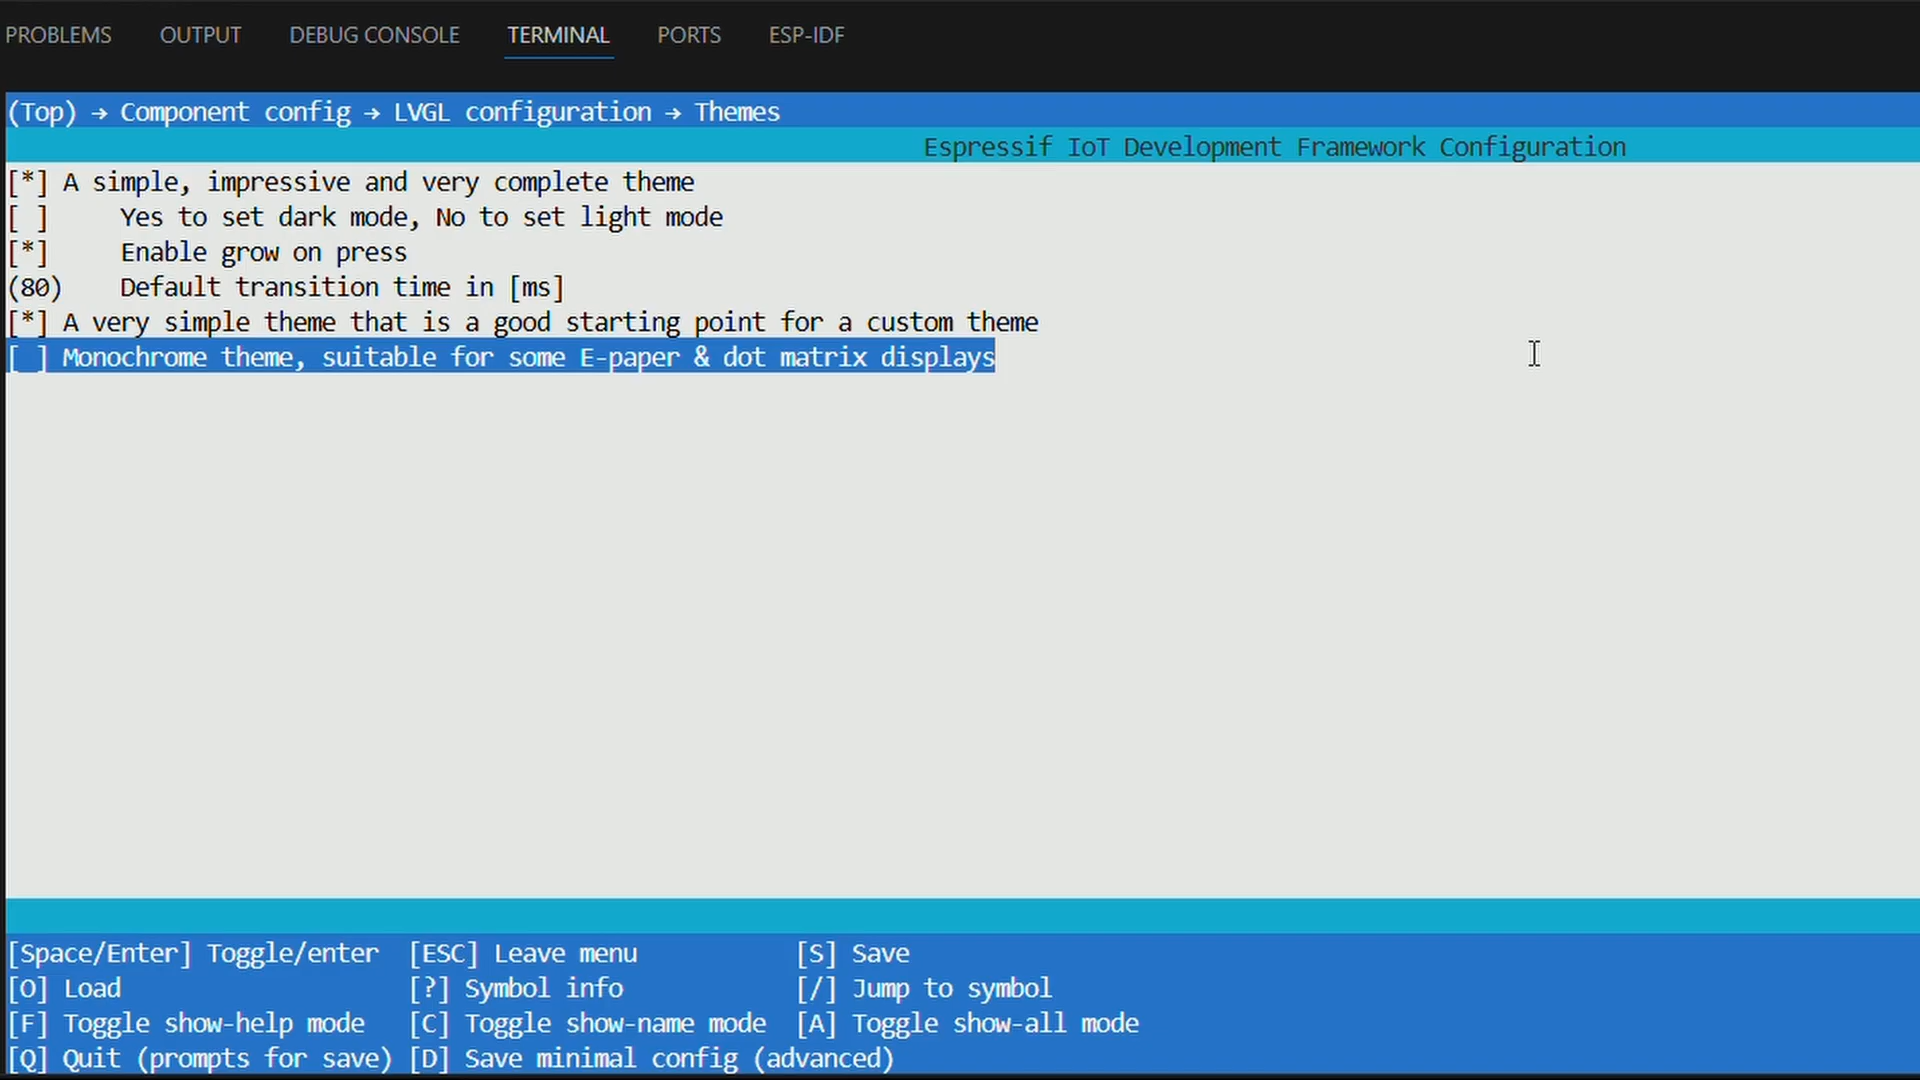 PROBLEMS OUTPUT DEBUG CONSOLE TERMINAL PORTS ESP-IDF
(Top) → Component config → LVGL configuration → Themes
Espressif IoT Development Framework Configuration
[*] A simple, impressive and very complete theme
[ ]     Yes to set dark mode, No to set light mode
[*]     Enable grow on press
(80)    Default transition time in [ms]
[*] A very simple theme that is a good starting point for a custom theme
[ ] Monochrome theme, suitable for some E-paper & dot matrix displays
[Space/Enter] Toggle/enter  [ESC] Leave menu           [S] Save
[O] Load                    [?] Symbol info            [/] Jump to symbol
[F] Toggle show-help mode   [C] Toggle show-name mode  [A] Toggle show-all mode
[Q] Quit (prompts for save) [D] Save minimal config (advanced)